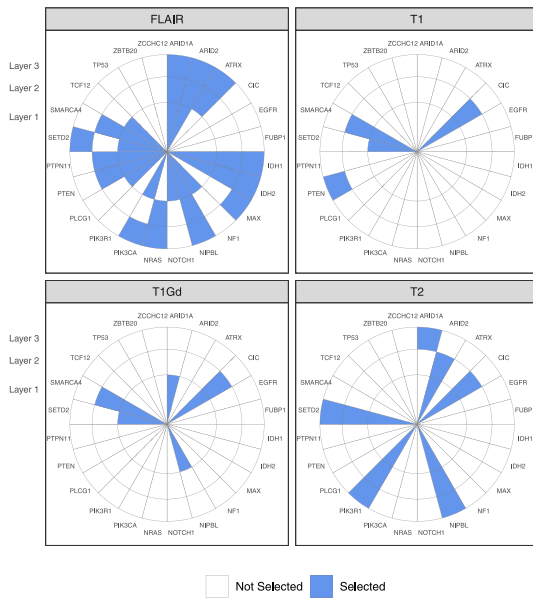 FLAIR
T1
Layer 3
Layer 2
Layer 1
ZCCHC12 ARID1A
ARID2
ATRX
CIC
EGFR
FUBP1
IDH1
IDH2
MAX
NF1
NIPBL
NOTCH1
NRAS
PIK3CA
PIK3R1
PLCG1
PTEN
PTPN11
SETD2
SMARCA4
TCF12
TP53
ZBTB20
ZCCHC12 ARID1A
ARID2
ATRX
CIC
EGFR
FUBP1
IDH1
IDH2
MAX
NF1
NIPBL
NOTCH1
NRAS
PIK3CA
PIK3R1
PLCG1
PTEN
PTPN11
SETD2
SMARCA4
TCF12
TP53
ZBTB20
T1Gd
T2
Layer 3
Layer 2
Layer 1
ZCCHC12 ARID1A
ARID2
ATRX
CIC
EGFR
FUBP1
IDH1
IDH2
MAX
NF1
NIPBL
NOTCH1
NRAS
PIK3CA
PIK3R1
PLCG1
PTEN
PTPN11
SETD2
SMARCA4
TCF12
TP53
ZBTB20
ZCCHC12 ARID1A
ARID2
ATRX
CIC
EGFR
FUBP1
IDH1
IDH2
MAX
NF1
NIPBL
NOTCH1
NRAS
PIK3CA
PIK3R1
PLCG1
PTEN
PTPN11
SETD2
SMARCA4
TCF12
TP53
ZBTB20
Not Selected
Selected